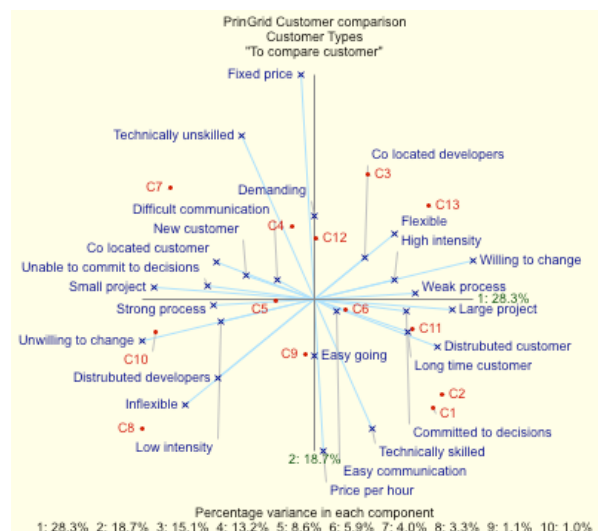 PrinGrid Customer comparison
Customer Types
"To compare customer"
Fixed price
Technically unskilled
Co located developers
C3
C7
Demanding
C13
Difficult communication
Flexible
C4
New customer
C12
High intensity
Co located customer
Willing to change
Unable to commit to decisions
Small project
Weak process
1: 28.3%
Strong process
C5
C6
Large project
C11
Unwilling to change
Distrubuted customer
C10
C9
Easy going
Long time customer
Distrubuted developers
C2
Inflexible
C1
C8
Committed to decisions
Low intensity
Technically skilled
2: 18.7%
Easy communication
Price per hour
Percentage variance in each component
1: 28.3% 2: 18.7% 3: 15.1% 4: 13.2% 5: 8.6% 6: 5.9% 7: 4.0% 8: 3.3% 9: 1.1% 10: 1.0%